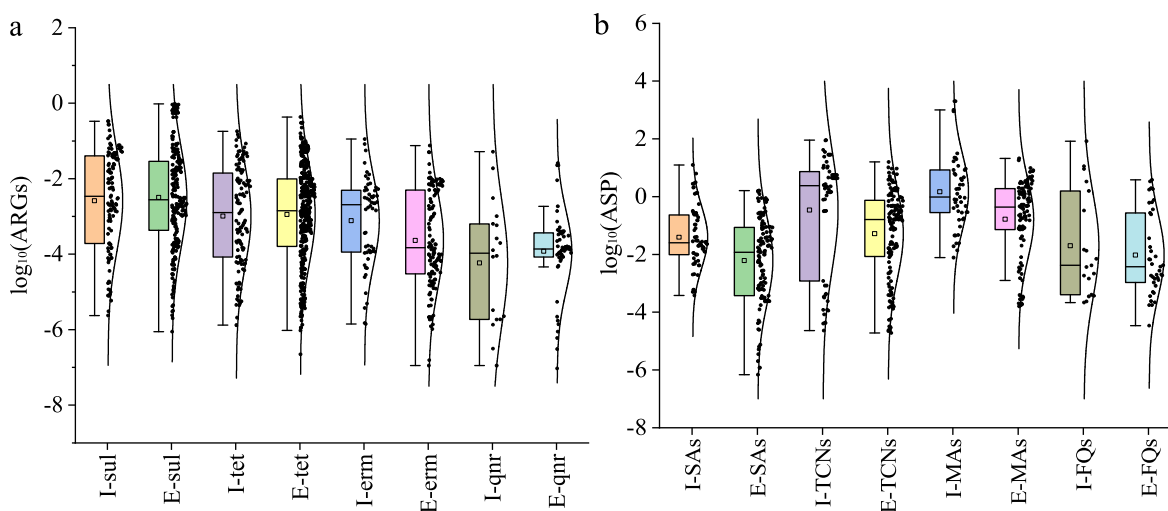 a
log₁₀(ARGs)
2
0
-2
-4
-6
-8
I-sul
E-sul
I-tet
E-tet
I-erm
E-erm
I-qnr
E-qnr
b
log₁₀(ASP)
6
4
2
0
-2
-4
-6
-8
I-SAs
E-SAs
I-TCNs
E-TCNs
I-MAs
E-MAs
I-FQs
E-FQs